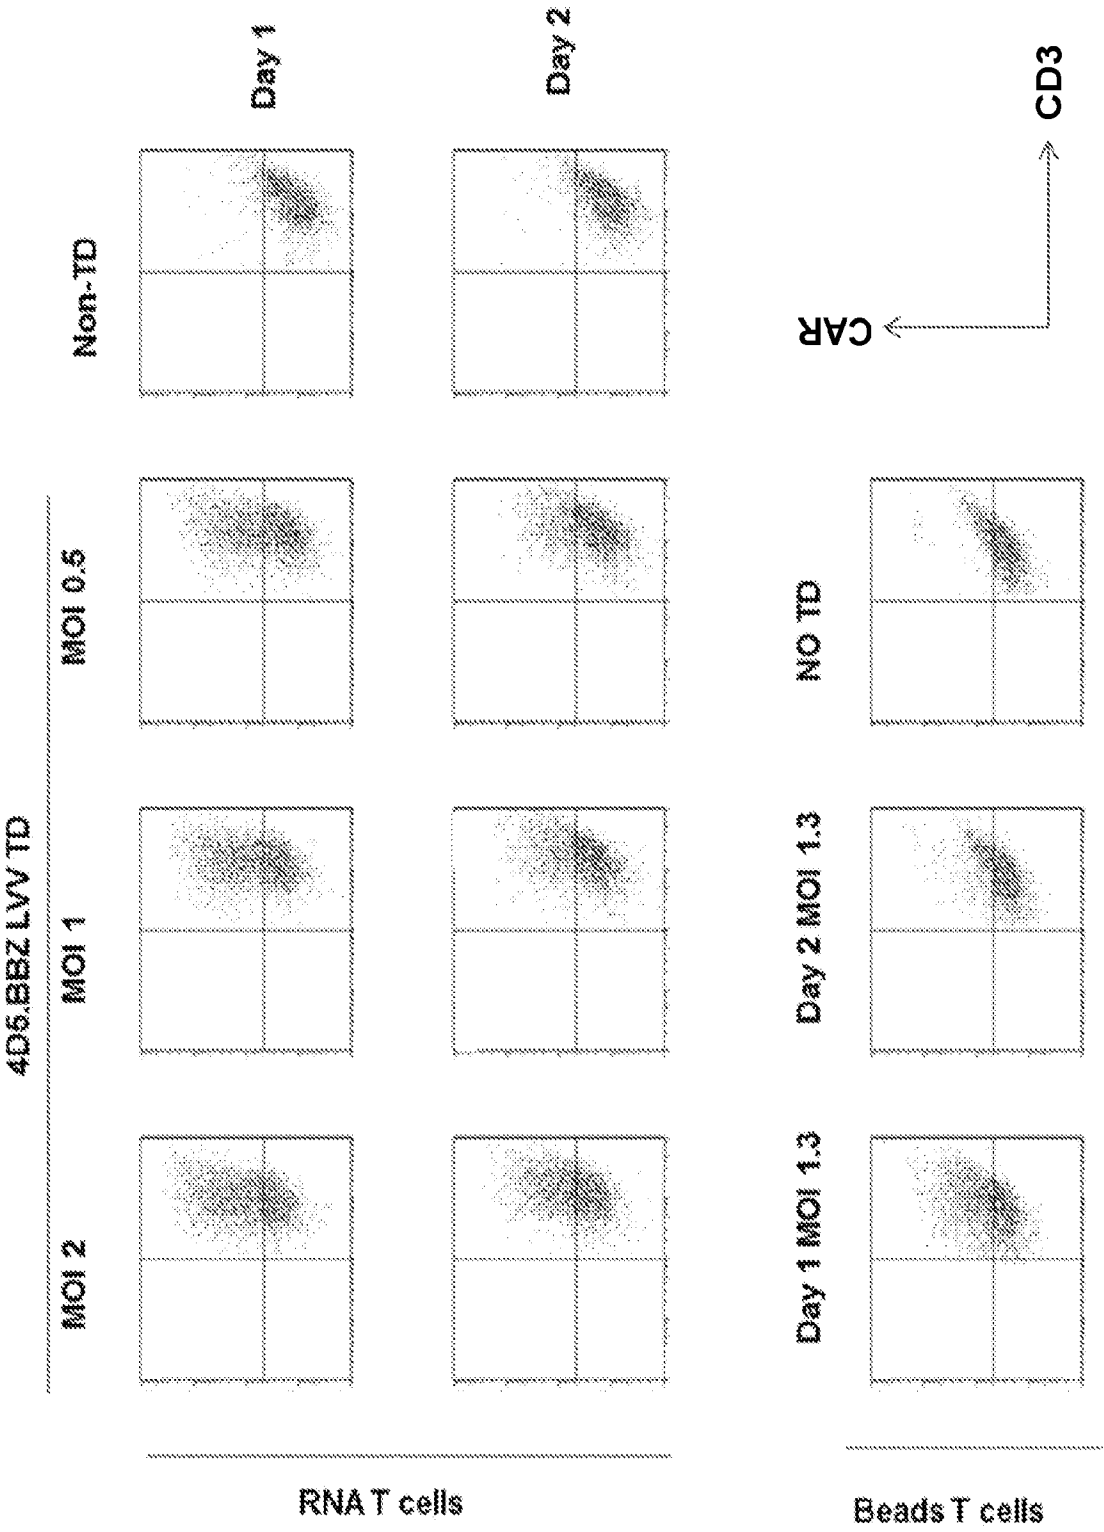 4D5.BBZ LVV TD
MOI 2
MOI 1
MOI 0.5
Non-TD
RNA T cells
Day 1
Day 2
Day 1 MOI 1.3
Day 2 MOI 1.3
NO TD
Beads T cells
CAR
CD3